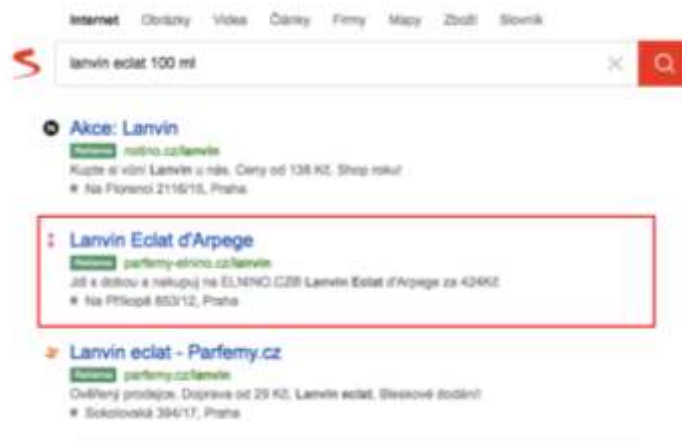 Internet Obrázky Videa Články Firmy Mapy Zboží Slovník
lanvin eclat 100 ml
Akce: Lanvin
Reklama notino.cz/lanvin
Kupte si vůni Lanvin u nás. Ceny od 138 Kč. Shop roku!
Na Florenci 2116/15, Praha
Lanvin Eclat d'Arpege
Reklama parfemy-elnino.cz/lanvin
Jdi s dobou a nakupuj na ELNINO.CZ! Lanvin Eclat d'Arpege za 424Kč
Na Příkopě 853/12, Praha
Lanvin eclat - Parfemy.cz
Reklama parfemy.cz/lanvin
Ověřený prodejce. Doprava od 29 Kč, Lanvin eclat. Bleskové dodání!
Sokolovská 394/17, Praha